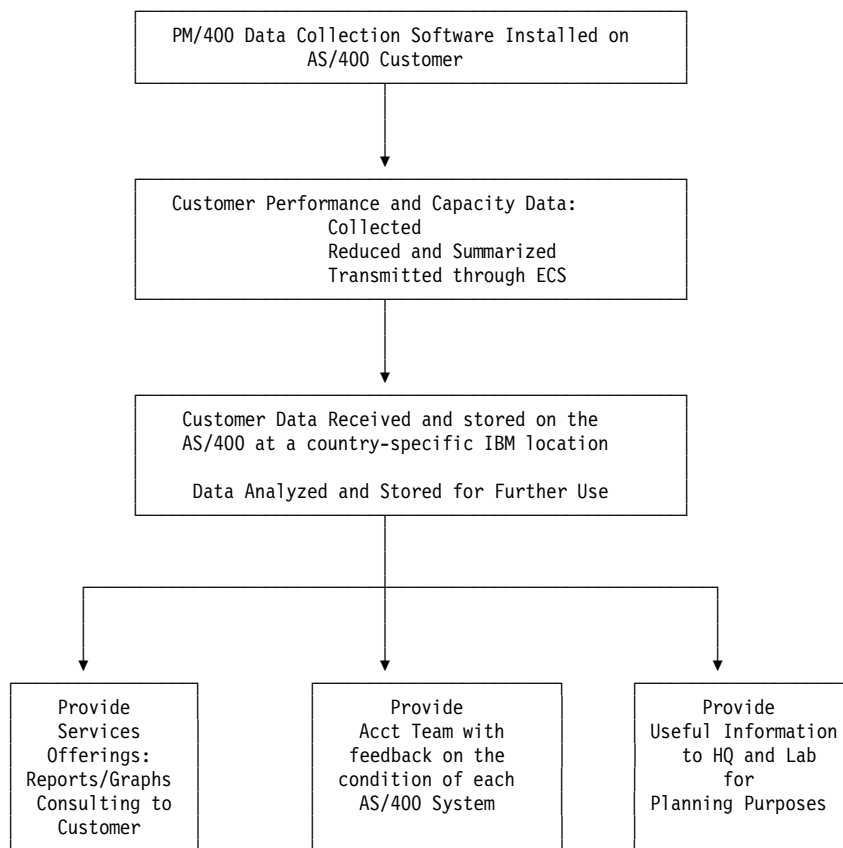 PM/400 Data Collection Software Installed on
AS/400 Customer
Customer Performance and Capacity Data:
Collected
Reduced and Summarized
Transmitted through ECS
Customer Data Received and stored on the
AS/400 at a country-specific IBM location
Data Analyzed and Stored for Further Use
Provide
Services
Offerings:
Reports/Graphs
Consulting to
Customer
Provide
Acct Team with
feedback on the
condition of each
AS/400 System
Provide
Useful Information
to HQ and Lab
for
Planning Purposes